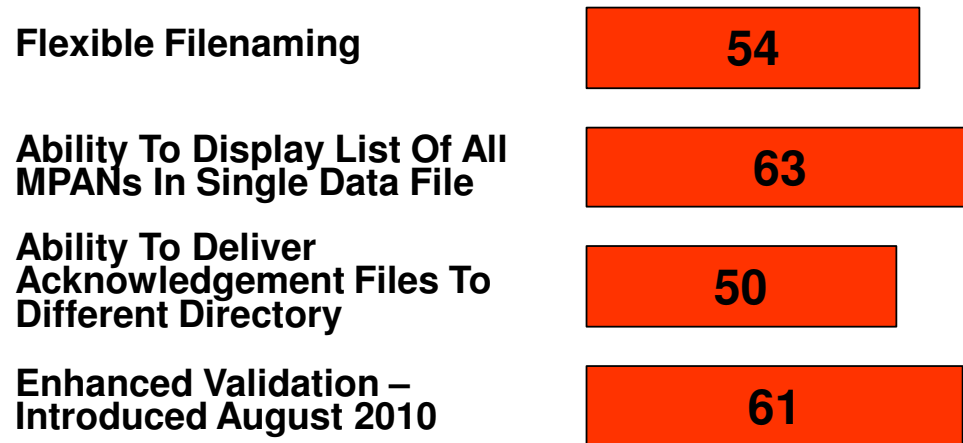 Flexible Filenaming
54
Ability To Display List Of All
MPANs In Single Data File
63
Ability To Deliver
Acknowledgement Files To
Different Directory
50
Enhanced Validation –
Introduced August 2010
61